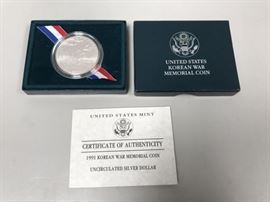 UNITED STATES
KOREAN WAR
MEMORIAL COIN
UNITED STATES MINT
CERTIFICATE OF AUTHENTICITY
1991 KOREAN WAR MEMORIAL COIN
UNCIRCULATED SILVER DOLLAR